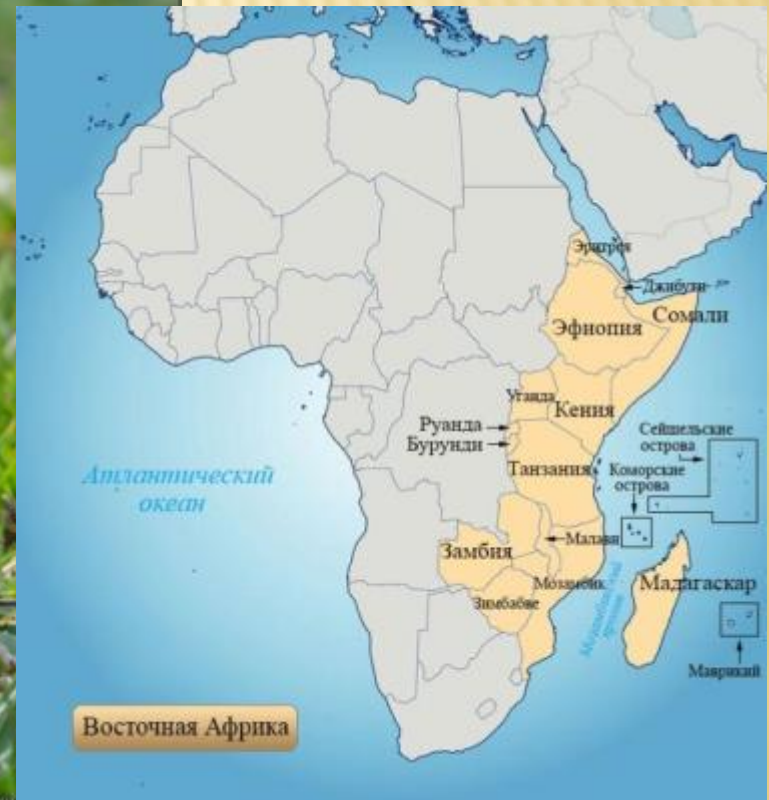 Эритрея
Джибути
Сомали
Эфиопия
Уганда
Кения
Руанда
Бурунди
Сейшельские
острова
Танзания
Коморские
острова
Атлантический
океан
Замбия
Малави
Мозамбик
Мадагаскар
Зимбабве
Маврикий
Восточная Африка